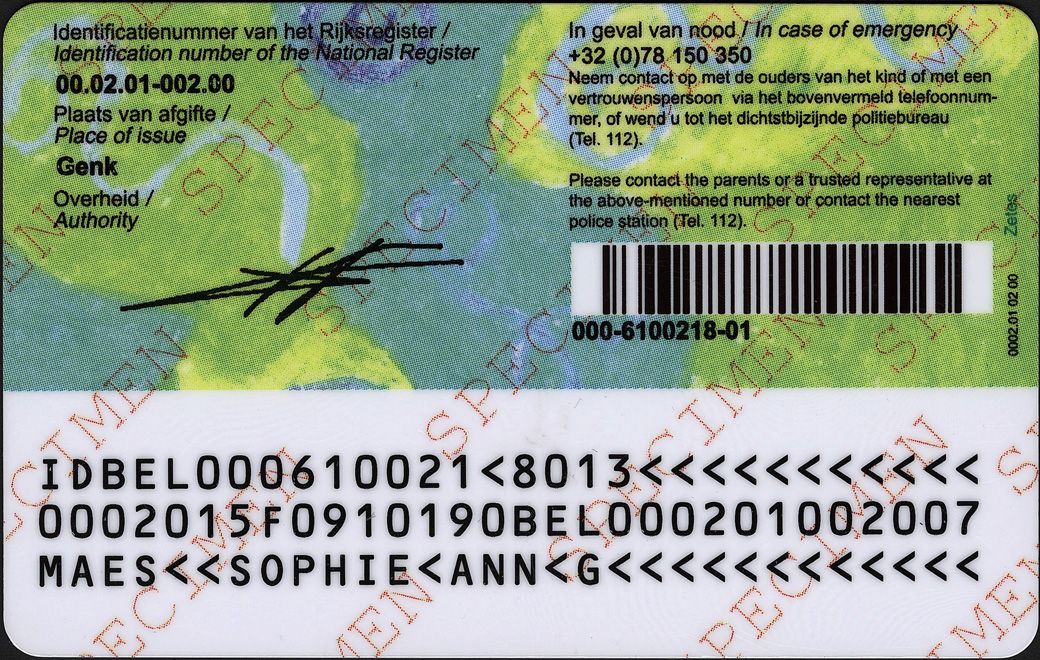 Identificatienummer van het Rijksregister /
Identification number of the National Register
00.02.01-002.00
Plaats van afgifte /
Place of issue
Genk
Overheid /
Authority
In geval van nood / In case of emergency
+32 (0)78 150 350
Neem contact op met de ouders van het kind of met een
vertrouwenspersoon via het bovenvermeld telefoonnum-
mer, of wend u tot het dichtstbijzijnde politiebureau
(Tel. 112).
Please contact the parents or a trusted representative at
the above-mentioned number or contact the nearest
police station (Tel. 112).
Zetes
000-6100218-01
0002.01 02 00
SPECIMEN
SPECIMEN
SPECIMEN
SPECIMEN
SPECIMEN
SPECIMEN
IDBEL000610021<8013<<<<<<<<<<<
0002015F0910190BEL000201002007
MAES<<SOPHIE<ANN<G<<<<<<<<<<<<